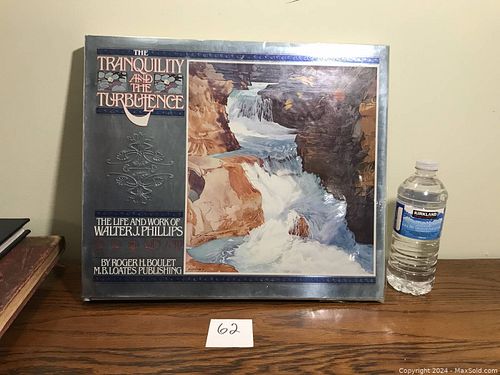 THE
TRANQUILITY
AND
THE
TURBULENCE
THE LIFE AND WORK OF
WALTER J. PHILLIPS
BY ROGER H. BOULET
M.B. LOATES PUBLISHING
KIRKLAND
62
Copyright 2024 - MaxSold.com